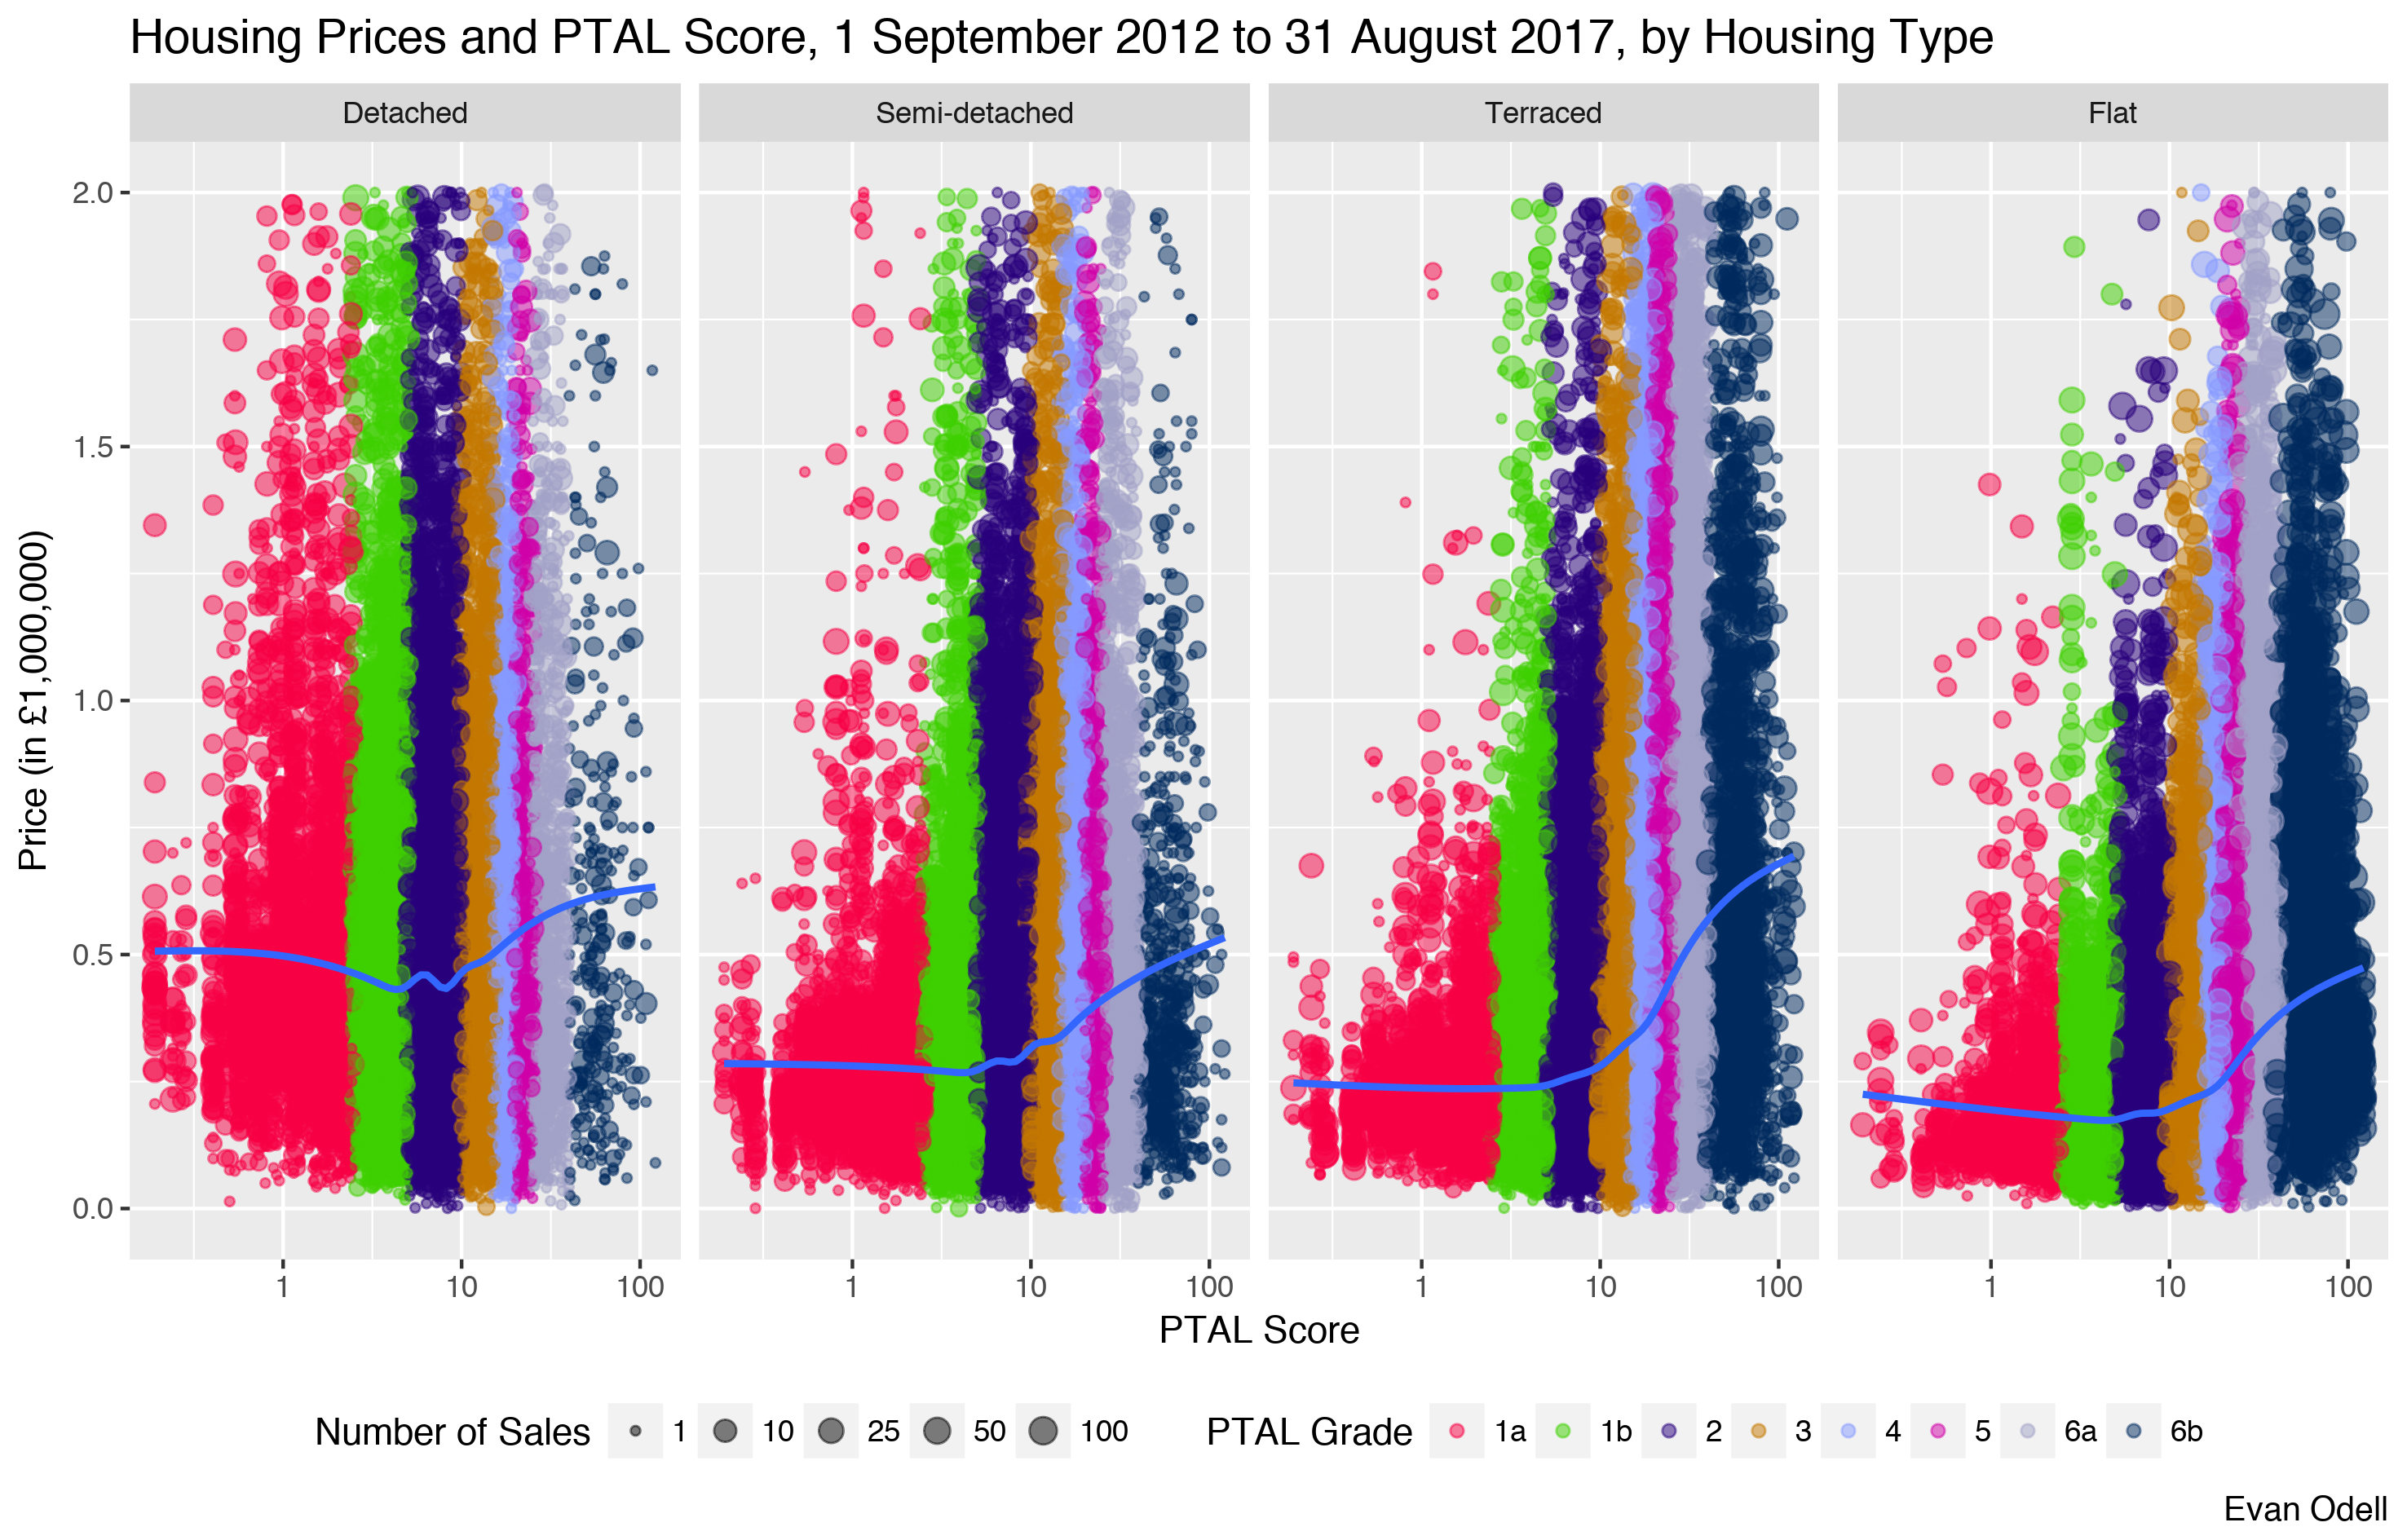 Housing Prices and PTAL Score, 1 September 2012 to 31 August 2017, by Housing Type
Detached Semi-detached Terraced Flat
2.0
1.5
1.0
0.5
0.0
Price (in £1,000,000)
1 10 100 1 10 100 1 10 100 1 10 100
PTAL Score
Number of Sales 1 10 25 50 100 PTAL Grade 1a 1b 2 3 4 5 6a 6b
Evan Odell